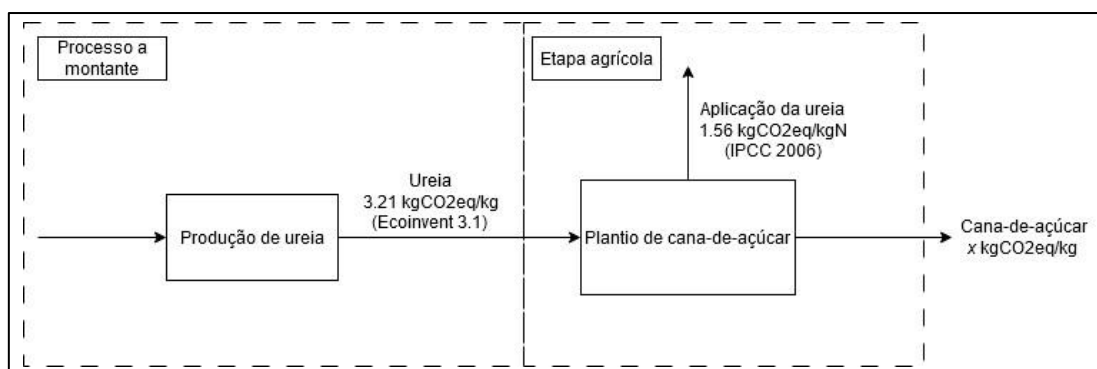 Processo a
montante
Etapa agrícola
Aplicação da ureia
1.56 kgCO2eq/kgN
(IPCC 2006)
Ureia
3.21 kgCO2eq/kg
(Ecoinvent 3.1)
Produção de ureia
Plantio de cana-de-açúcar
Cana-de-açúcar
x kgCO2eq/kg